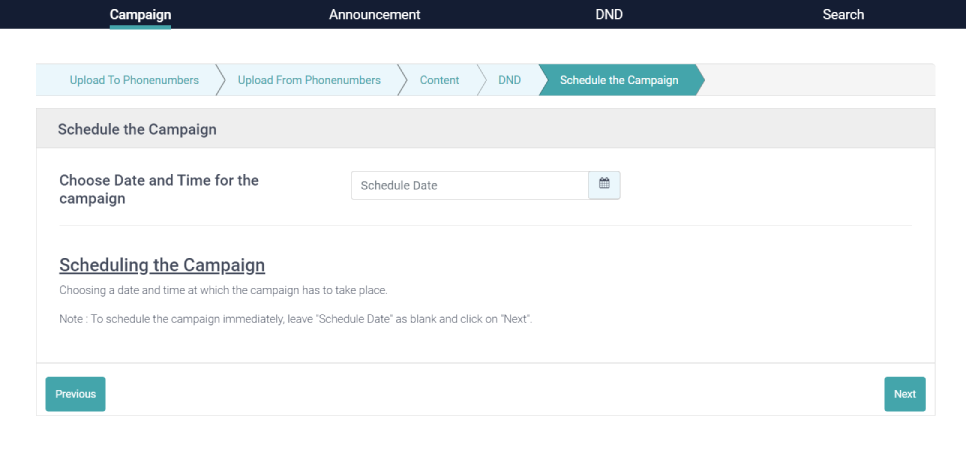 Campaign Announcement DND Search
Upload To Phonenumbers Upload From Phonenumbers Content DND Schedule the Campaign
Schedule the Campaign
Choose Date and Time for the
campaign
Schedule Date
Scheduling the Campaign
Choosing a date and time at which the campaign has to take place.
Note : To schedule the campaign immediately, leave "Schedule Date" as blank and click on "Next".
Previous Next